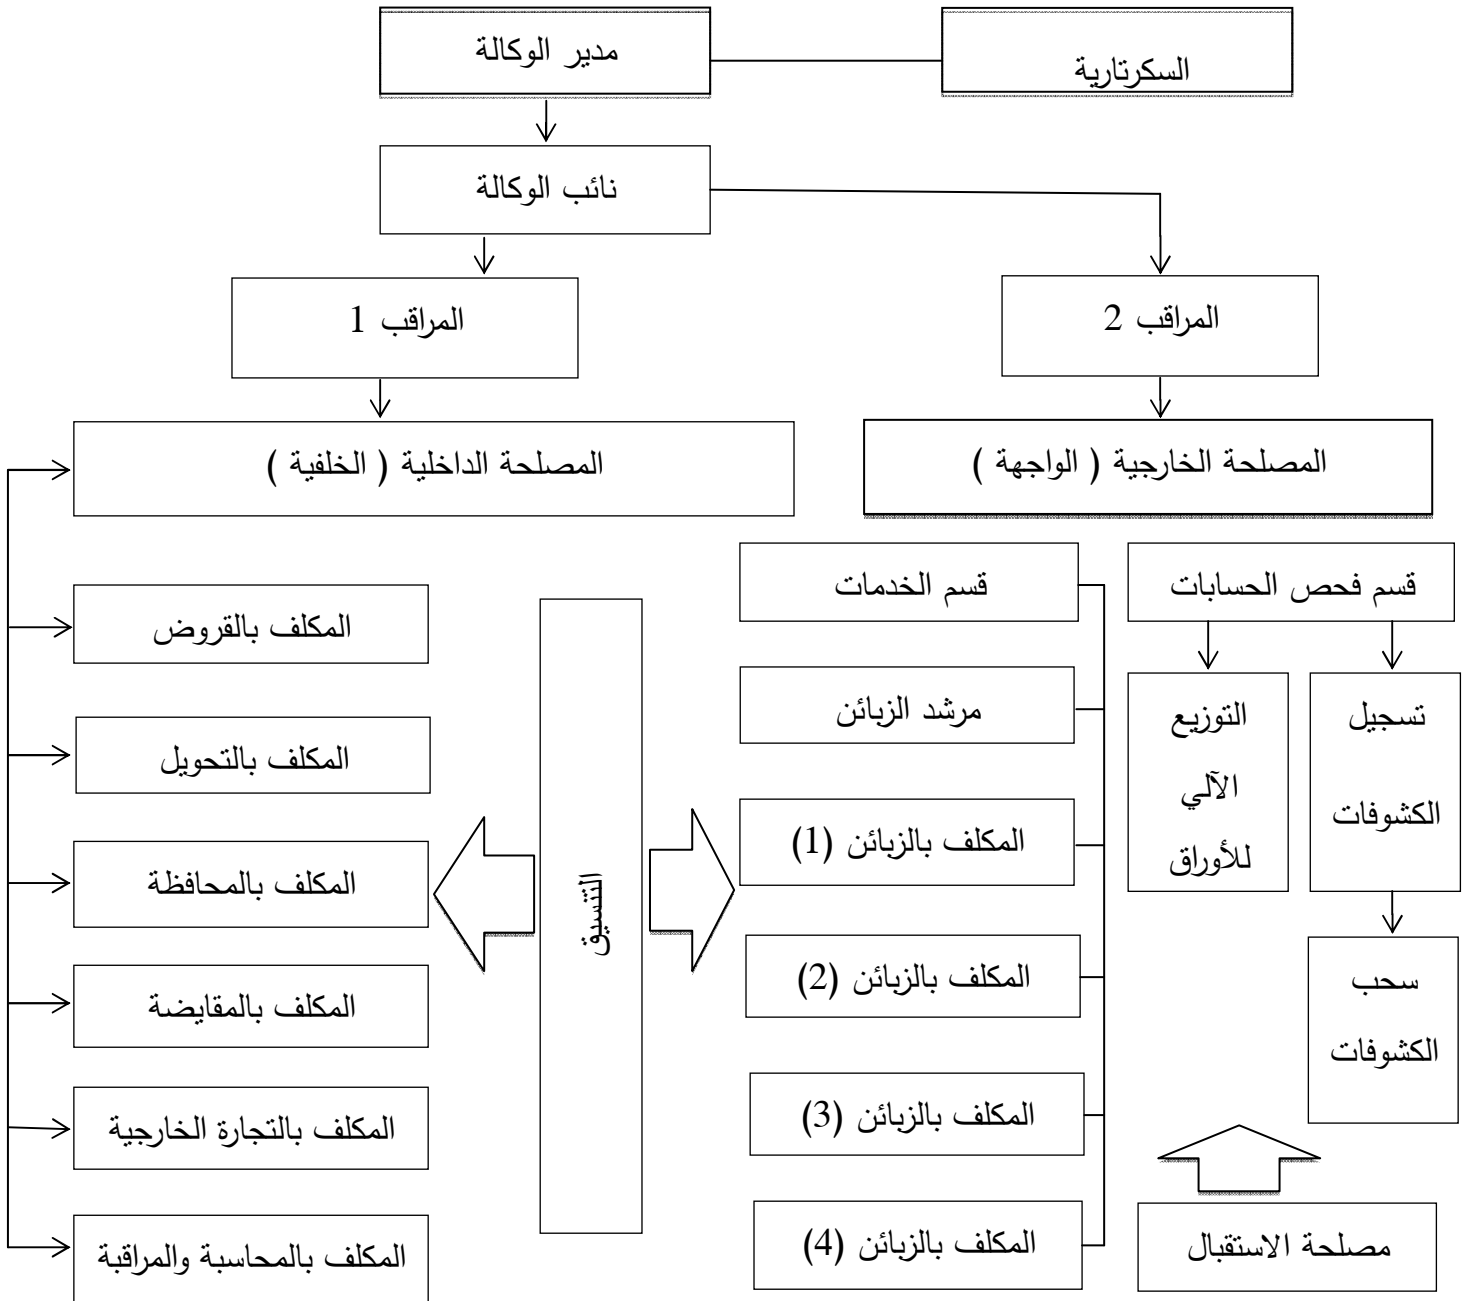 السكرتارية
مدير الوكالة
نائب الوكالة
المراقب 2
المراقب 1
المصلحة الخارجية ( الواجهة )
المصلحة الداخلية ( الخلفية )
قسم فحص الحسابات
تسجيل
الكشوفات
سحب
الكشوفات
التوزيع
الآلي
للأوراق
مصلحة الاستقبال
قسم الخدمات
مرشد الزبائن
المكلف بالزبائن (1)
المكلف بالزبائن (2)
المكلف بالزبائن (3)
المكلف بالزبائن (4)
التنسيق
المكلف بالقروض
المكلف بالتحويل
المكلف بالمحافظة
المكلف بالمقايضة
المكلف بالتجارة الخارجية
المكلف بالمحاسبة والمراقبة